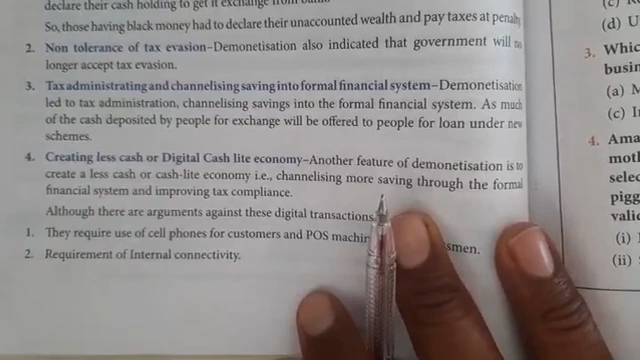 declare their cash holding to get it exchange from
So, those having black money had to declare their unaccounted wealth and pay taxes at penalty
2. Non tolerance of tax evasion–Demonetisation also indicated that government will no
longer accept tax evasion.
3. Tax administrating and channelising saving into formal financial system–Demonetisation
led to tax administration, channelising savings into the formal financial system. As much
of the cash deposited by people for exchange will be offered to people for loan under new
schemes.
4. Creating less cash or Digital Cash lite economy–Another feature of demonetisation is to
create a less cash or cash-lite economy i.e., channelising more saving through the formal
financial system and improving tax compliance.
Although there are arguments against these digital transactions
1. They require use of cell phones for customers and POS machin smen.
2. Requirement of Internal connectivity.
(d) U
3. Whic
busin
(a) M
(c) I
4. Ama
moth
selec
pigg
valid
(i)
(ii)